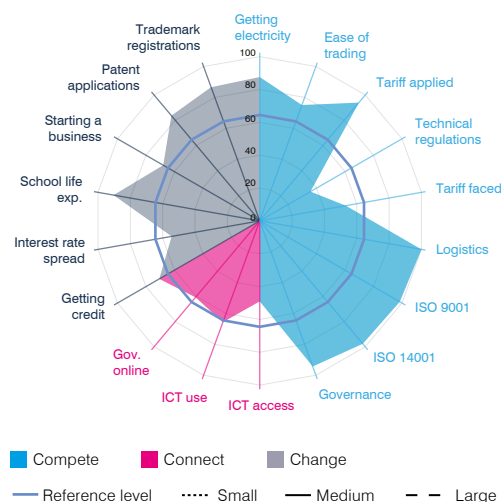 Getting
electricity
Ease of
trading
Tariff applied
Technical
regulations
Tariff faced
Logistics
ISO 9001
ISO 14001
Governance
ICT access
ICT use
Gov.
online
Getting
credit
Interest rate
spread
School life
exp.
Starting a
business
Patent
applications
Trademark
registrations
100
80
60
40
20
0
Compete
Connect
Change
Reference level
Small
Medium
Large